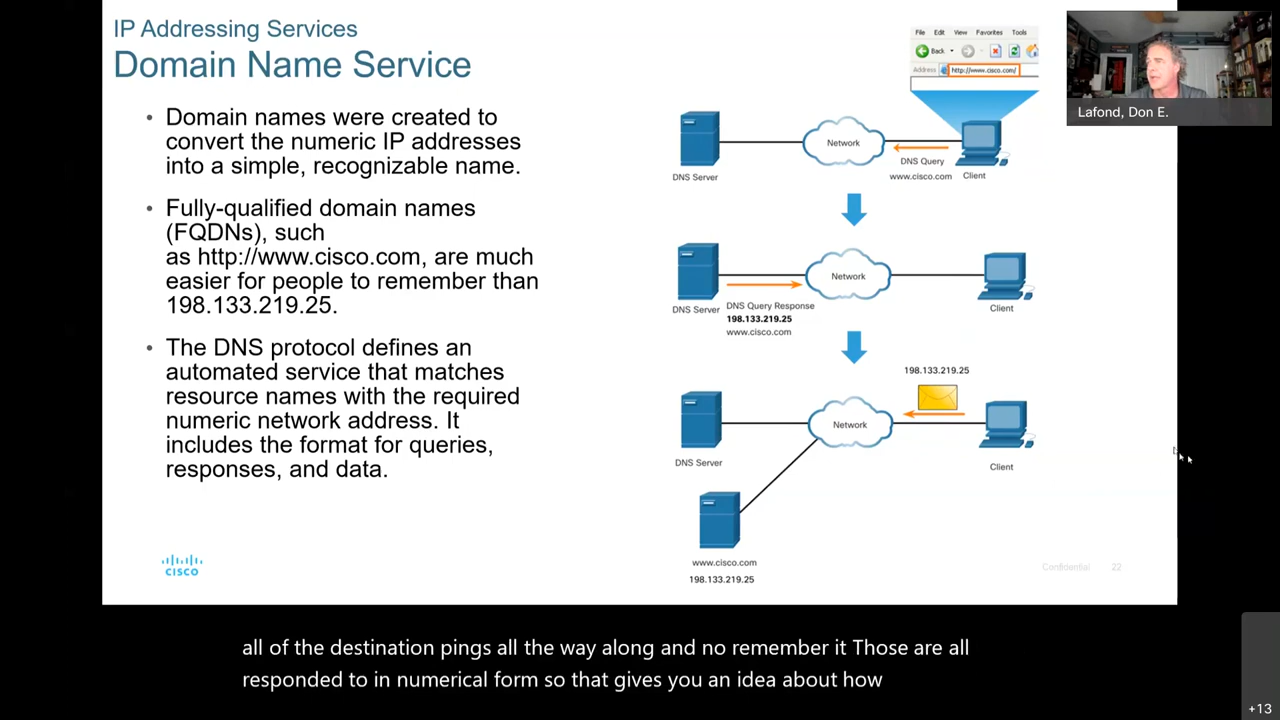 IP Addressing Services
Domain Name Service
• Domain names were created to
convert the numeric IP addresses
into a simple, recognizable name.
• Fully-qualified domain names
(FQDNs), such
as http://www.cisco.com, are much
easier for people to remember than
198.133.219.25.
• The DNS protocol defines an
automated service that matches
resource names with the required
numeric network address. It
includes the format for queries,
responses, and data.
File Edit View Favorites Tools
Back
Address http://www.cisco.com/
Network
DNS Query
www.cisco.com
DNS Server
Client
Network
DNS Server
DNS Query Response
198.133.219.25
www.cisco.com
Client
198.133.219.25
Network
DNS Server
Client
www.cisco.com
198.133.219.25
CISCO
Confidential 22
Lafond, Don E.
all of the destination pings all the way along and no remember it Those are all
responded to in numerical form so that gives you an idea about how
+13